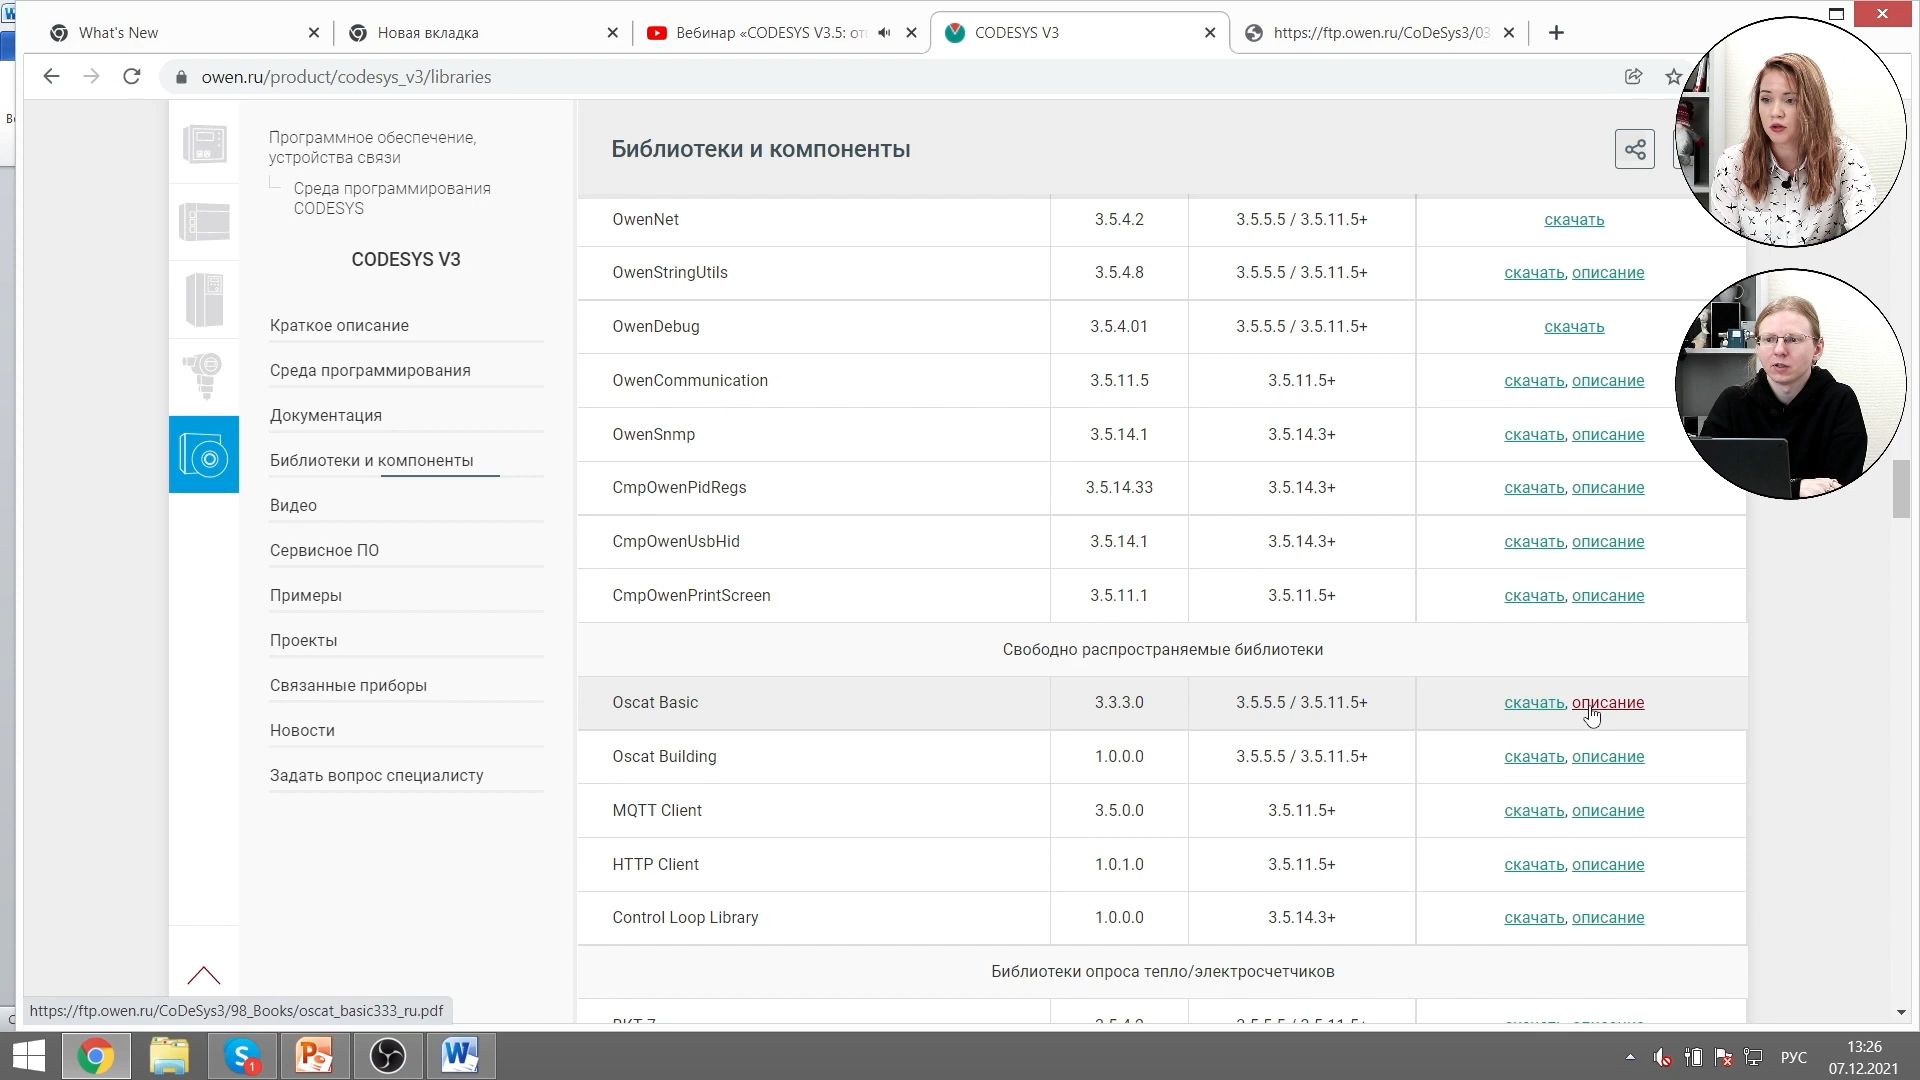 What's New
Новая вкладка
Вебинар «CODESYS V3.5: от
CODESYS V3
https://ftp.owen.ru/CoDeSys3/03
owen.ru/product/codesys_v3/libraries
Программное обеспечение,
устройства связи
Среда программирования
CODESYS
CODESYS V3
Краткое описание
Среда программирования
Документация
Библиотеки и компоненты
Видео
Сервисное ПО
Примеры
Проекты
Связанные приборы
Новости
Задать вопрос специалисту
Библиотеки и компоненты
OwenNet 3.5.4.2 3.5.5.5 / 3.5.11.5+ скачать
OwenStringUtils 3.5.4.8 3.5.5.5 / 3.5.11.5+ скачать, описание
OwenDebug 3.5.4.01 3.5.5.5 / 3.5.11.5+ скачать
OwenCommunication 3.5.11.5 3.5.11.5+ скачать, описание
OwenSnmp 3.5.14.1 3.5.14.3+ скачать, описание
CmpOwenPidRegs 3.5.14.33 3.5.14.3+ скачать, описание
CmpOwenUsbHid 3.5.14.1 3.5.14.3+ скачать, описание
CmpOwenPrintScreen 3.5.11.1 3.5.11.5+ скачать, описание
Свободно распространяемые библиотеки
Oscat Basic 3.3.3.0 3.5.5.5 / 3.5.11.5+ скачать, описание
Oscat Building 1.0.0.0 3.5.5.5 / 3.5.11.5+ скачать, описание
MQTT Client 3.5.0.0 3.5.11.5+ скачать, описание
HTTP Client 1.0.1.0 3.5.11.5+ скачать, описание
Control Loop Library 1.0.0.0 3.5.14.3+ скачать, описание
Библиотеки опроса тепло/электросчетчиков
https://ftp.owen.ru/CoDeSys3/98_Books/oscat_basic333_ru.pdf
РУС
13:26
07.12.2021